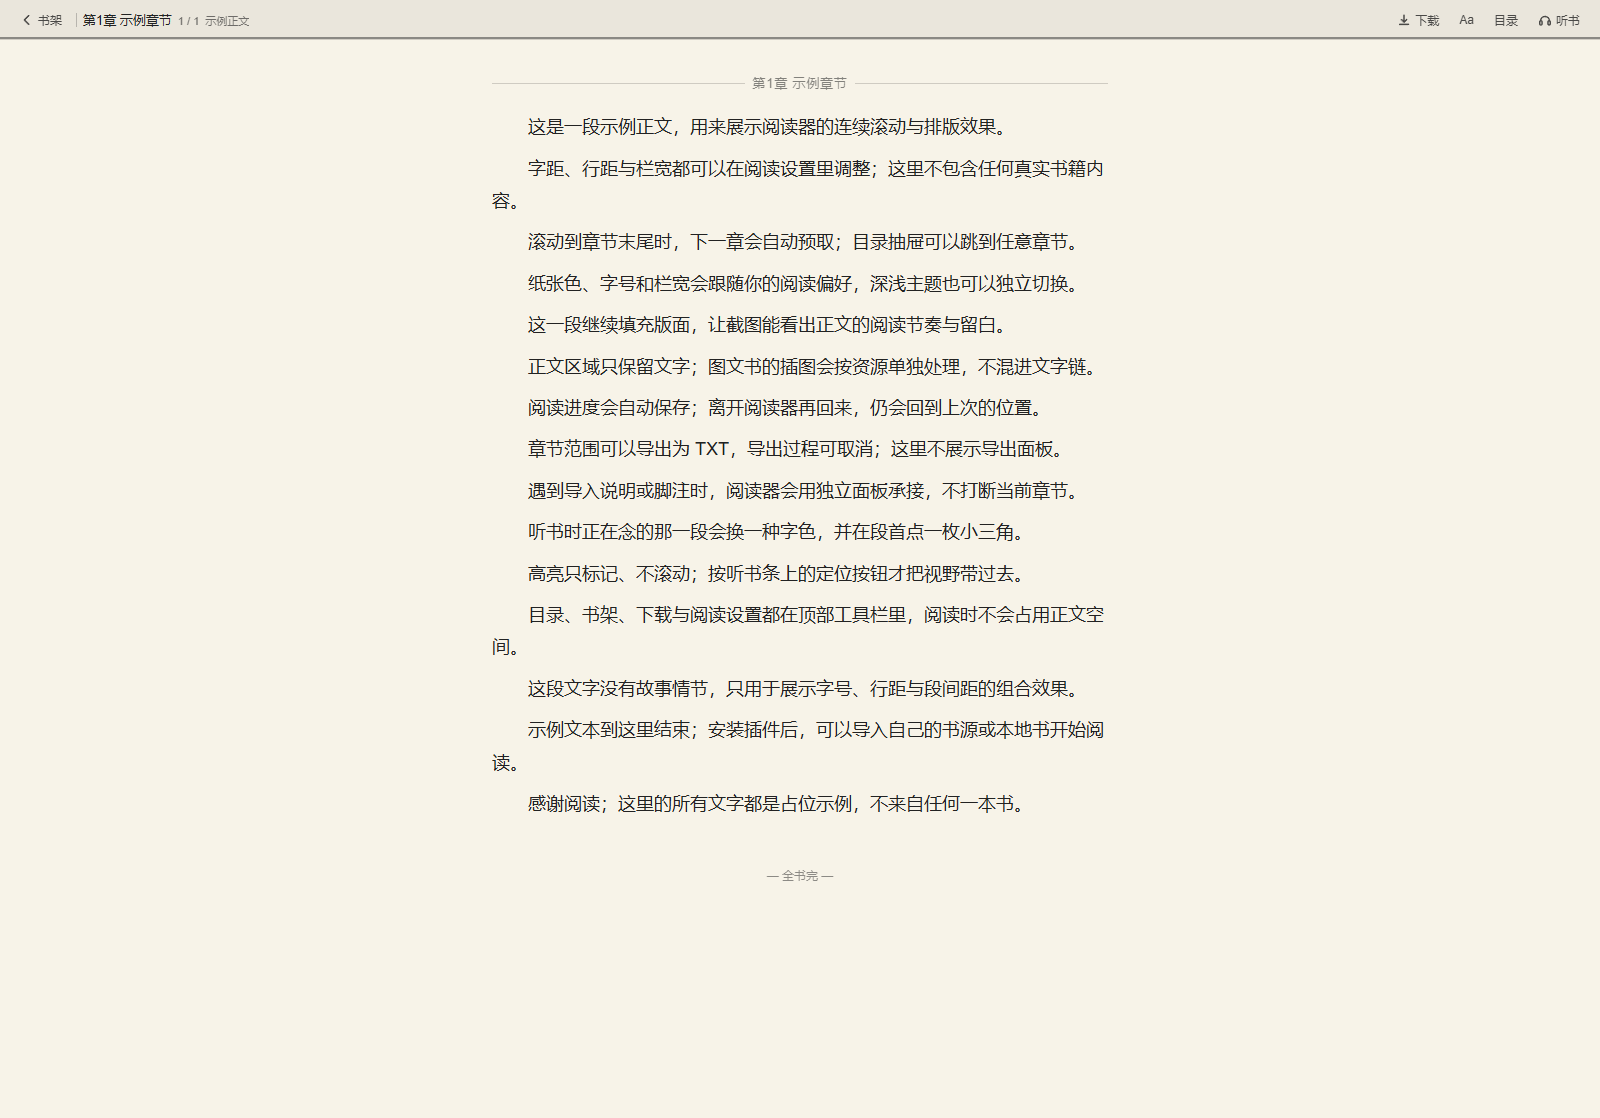 书架 第1章 示例章节 1 / 1 示例正文 下载 Aa 目录 听书
第1章 示例章节
这是一段示例正文，用来展示阅读器的连续滚动与排版效果。
字距、行距与栏宽都可以在阅读设置里调整；这里不包含任何真实书籍内
容。
滚动到章节末尾时，下一章会自动预取；目录抽屉可以跳到任意章节。
纸张色、字号和栏宽会跟随你的阅读偏好，深浅主题也可以独立切换。
这一段继续填充版面，让截图能看出正文的阅读节奏与留白。
正文区域只保留文字；图文书的插图会按资源单独处理，不混进文字链。
阅读进度会自动保存；离开阅读器再回来，仍会回到上次的位置。
章节范围可以导出为 TXT，导出过程可取消；这里不展示导出面板。
遇到导入说明或脚注时，阅读器会用独立面板承接，不打断当前章节。
听书时正在念的那一段会换一种字色，并在段首点一枚小三角。
高亮只标记、不滚动；按听书条上的定位按钮才把视野带过去。
目录、书架、下载与阅读设置都在顶部工具栏里，阅读时不会占用正文空
间。
这段文字没有故事情节，只用于展示字号、行距与段间距的组合效果。
示例文本到这里结束；安装插件后，可以导入自己的书源或本地书开始阅
读。
感谢阅读；这里的所有文字都是占位示例，不来自任何一本书。
— 全书完 —